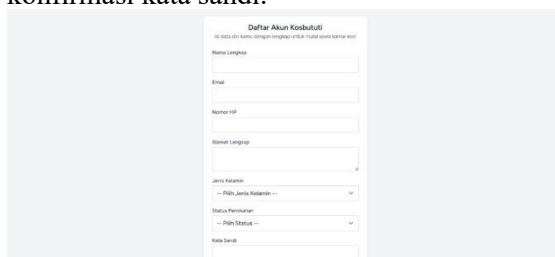 konfirmasi kata sandi.
Daftar Akun Kosbututi
Isi data diri kamu dengan lengkap untuk mulai sewa kamar kos!
Nama Lengkap
Email
Nomor HP
Alamat Lengkap
Jenis Kelamin
-- Pilih Jenis Kelamin --
Status Pernikahan
-- Pilih Status --
Kata Sandi